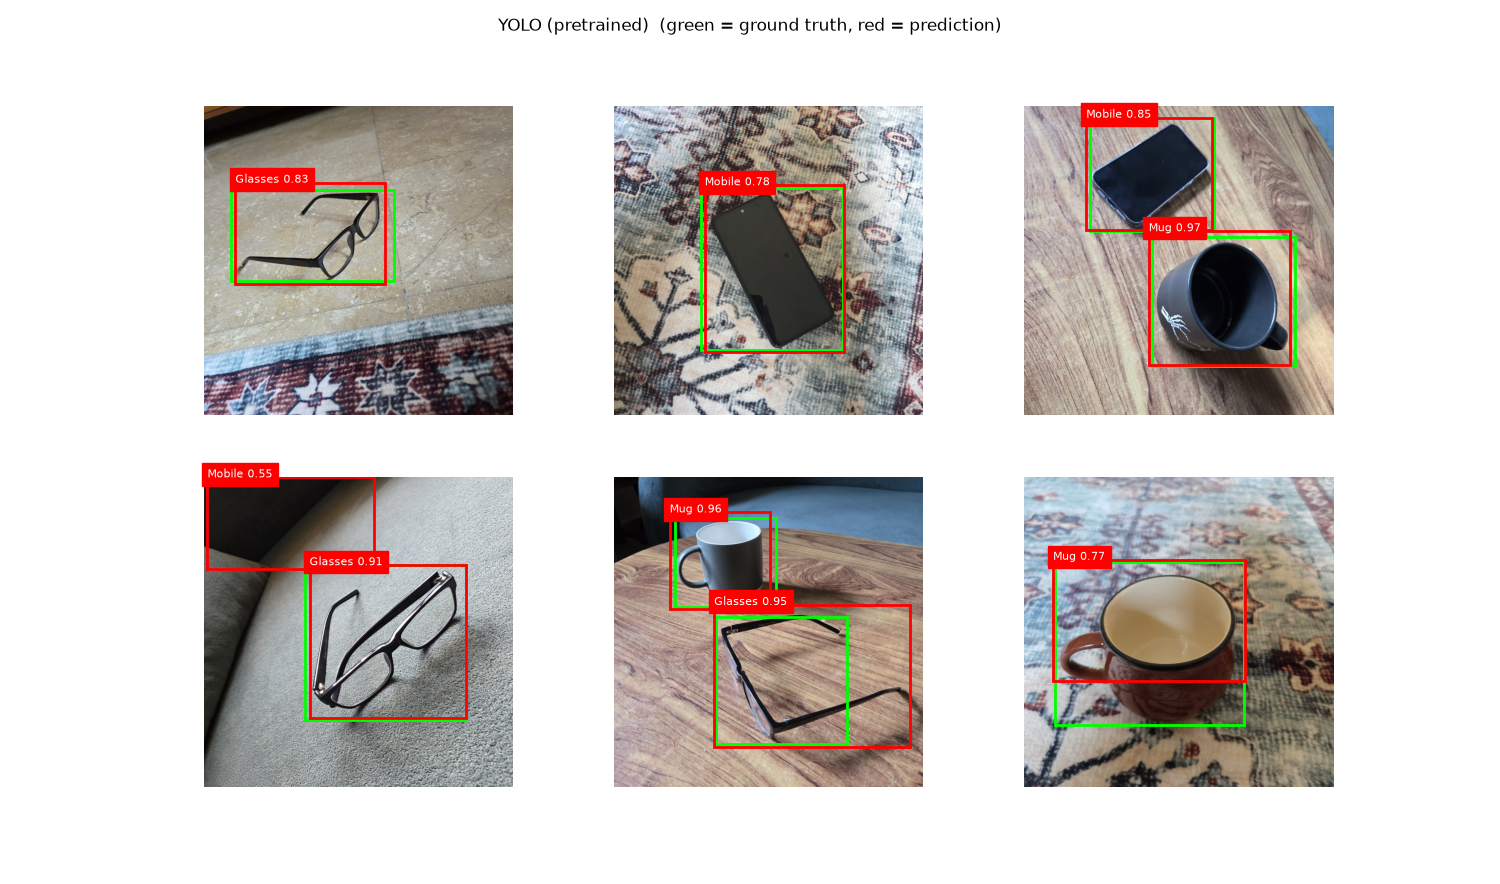 YOLO (pretrained)  (green = ground truth, red = prediction)
Glasses 0.83
Mobile 0.78
Mobile 0.85
Mug 0.97
Mobile 0.55
Glasses 0.91
Mug 0.96
Glasses 0.95
Mug 0.77